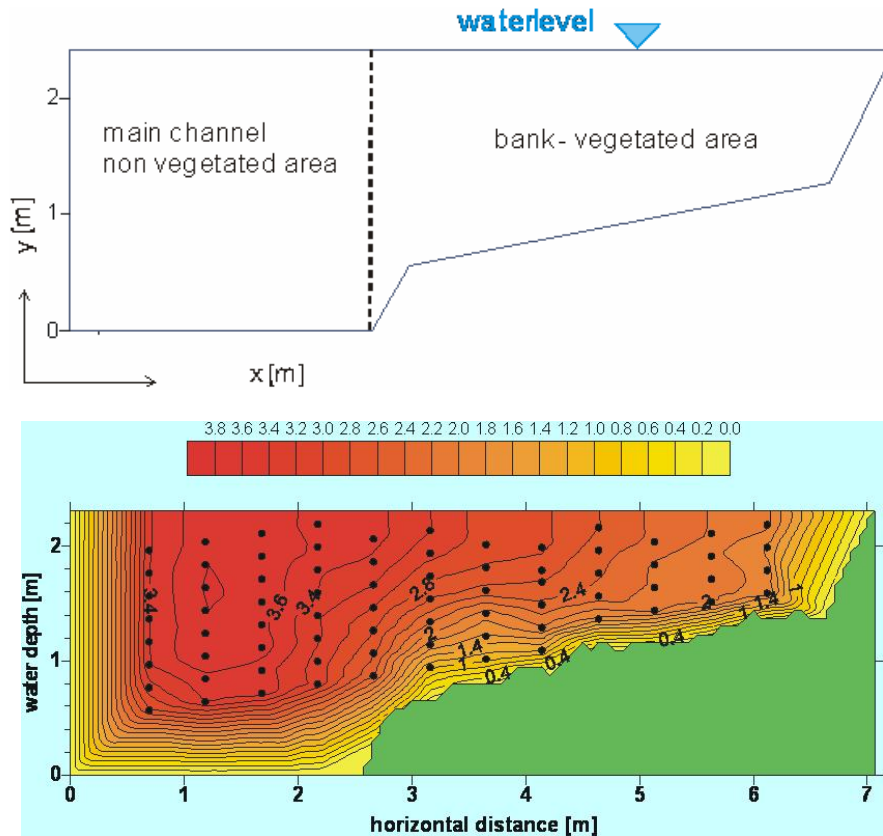 waterlevel
2
main channel
non vegetated area
bank- vegetated area
1
y [m]
0
x [m]
3.8 3.6 3.4 3.2 3.0 2.8 2.6 2.4 2.2 2.0 1.8 1.6 1.4 1.2 1.0 0.8 0.6 0.4 0.2 0.0
2
3.4
3.6
3.4
2.8
2.4
2
1.4
1
2
1
1.4
1
0.4
0.4
0.4
1
0
water depth [m]
0 1 2 3 4 5 6 7
horizontal distance [m]